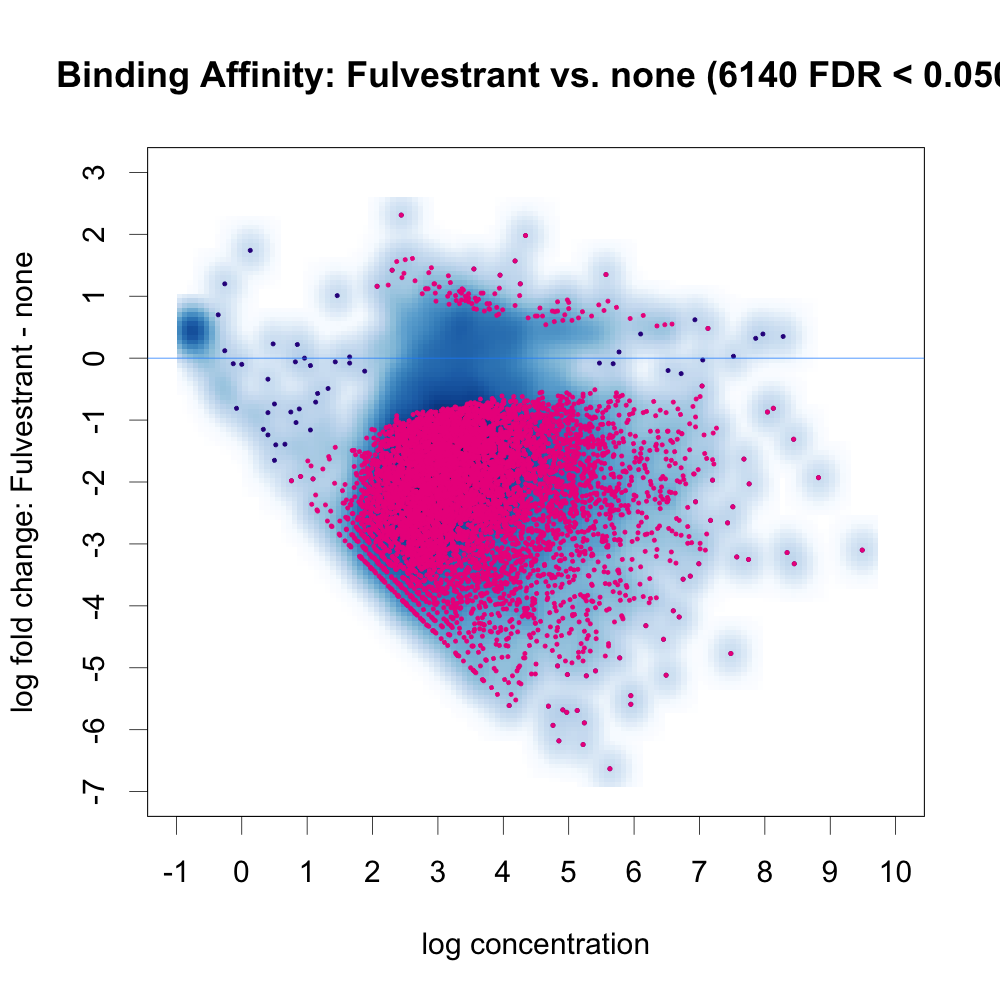 Binding Affinity: Fulvestrant vs. none (6140 FDR < 0.050
log fold change: Fulvestrant - none
3
2
1
0
-1
-2
-3
-4
-5
-6
-7
-1 0 1 2 3 4 5 6 7 8 9 10
log concentration